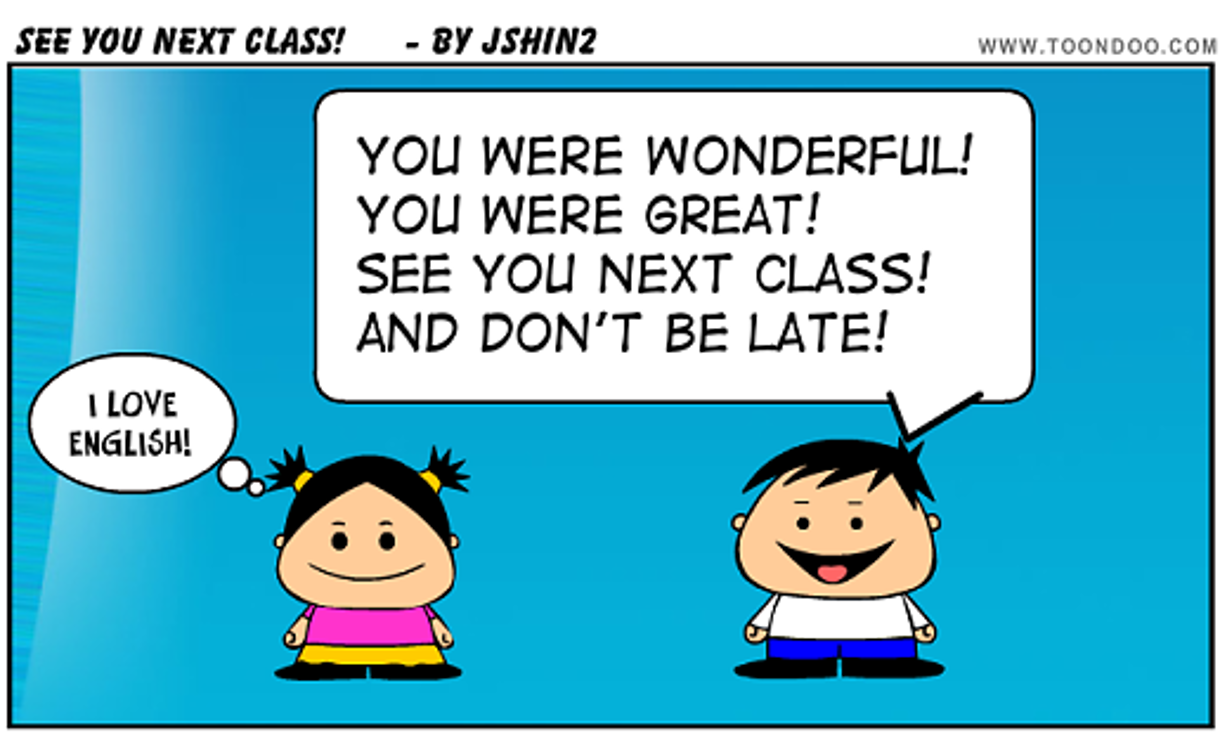 SEE YOU NEXT CLASS! - BY JSHIN2
WWW.TOONDOO.COM
YOU WERE WONDERFUL!
YOU WERE GREAT!
SEE YOU NEXT CLASS!
AND DON'T BE LATE!
I LOVE
ENGLISH!